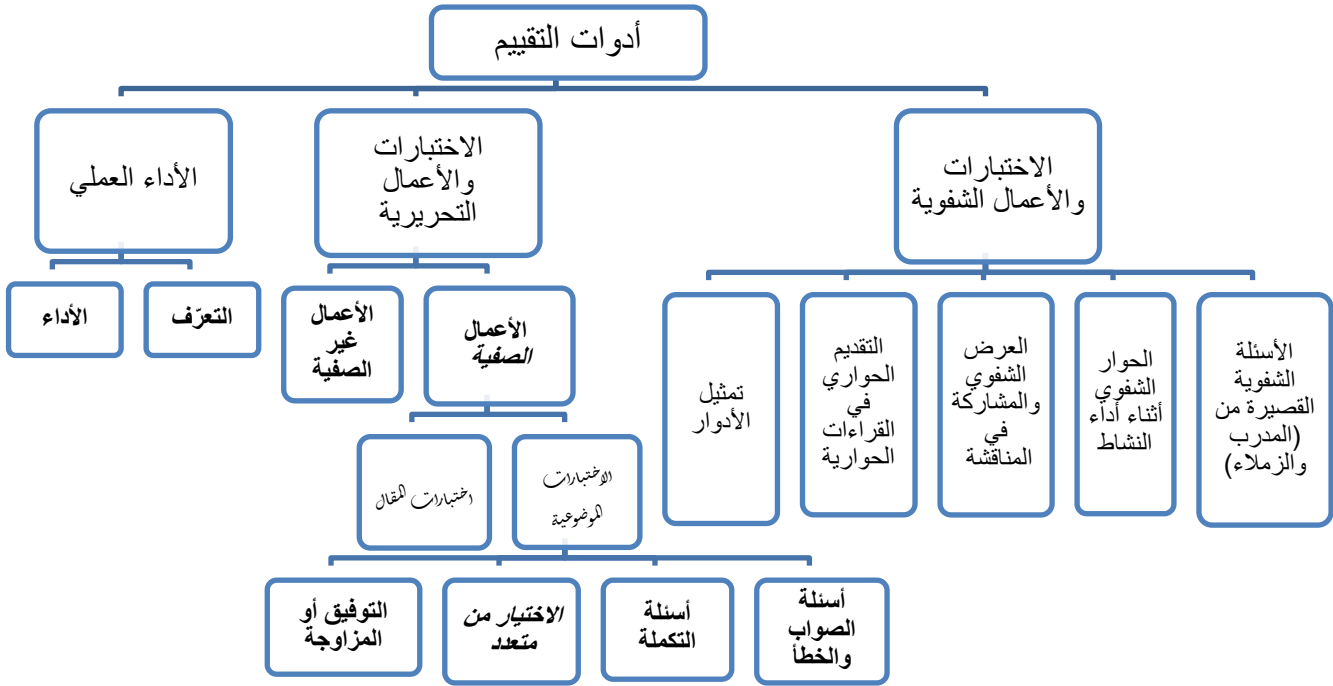 أدوات التقييم
الاختبارات
والأعمال الشفوية
الاختبارات
والأعمال
التحريرية
الأداء العملي
الأسئلة
الشفوية
القصيرة من
(المدرب
والزملاء)
الحوار
الشفوي
أثناء أداء
النشاط
العرض
الشفوي
والمشاركة
في
المناقشة
التقديم
الحواري
في
القراءات
الحوارية
تمثيل
الأدوار
الأعمال
الصفية
الأعمال
غير
الصفية
التعرّف
الأداء
الاختبارات
الموضوعية
اختبارات المقال
أسئلة
الصواب
والخطأ
أسئلة
التكملة
الاختيار من
متعدد
التوفيق أو
المزاوجة